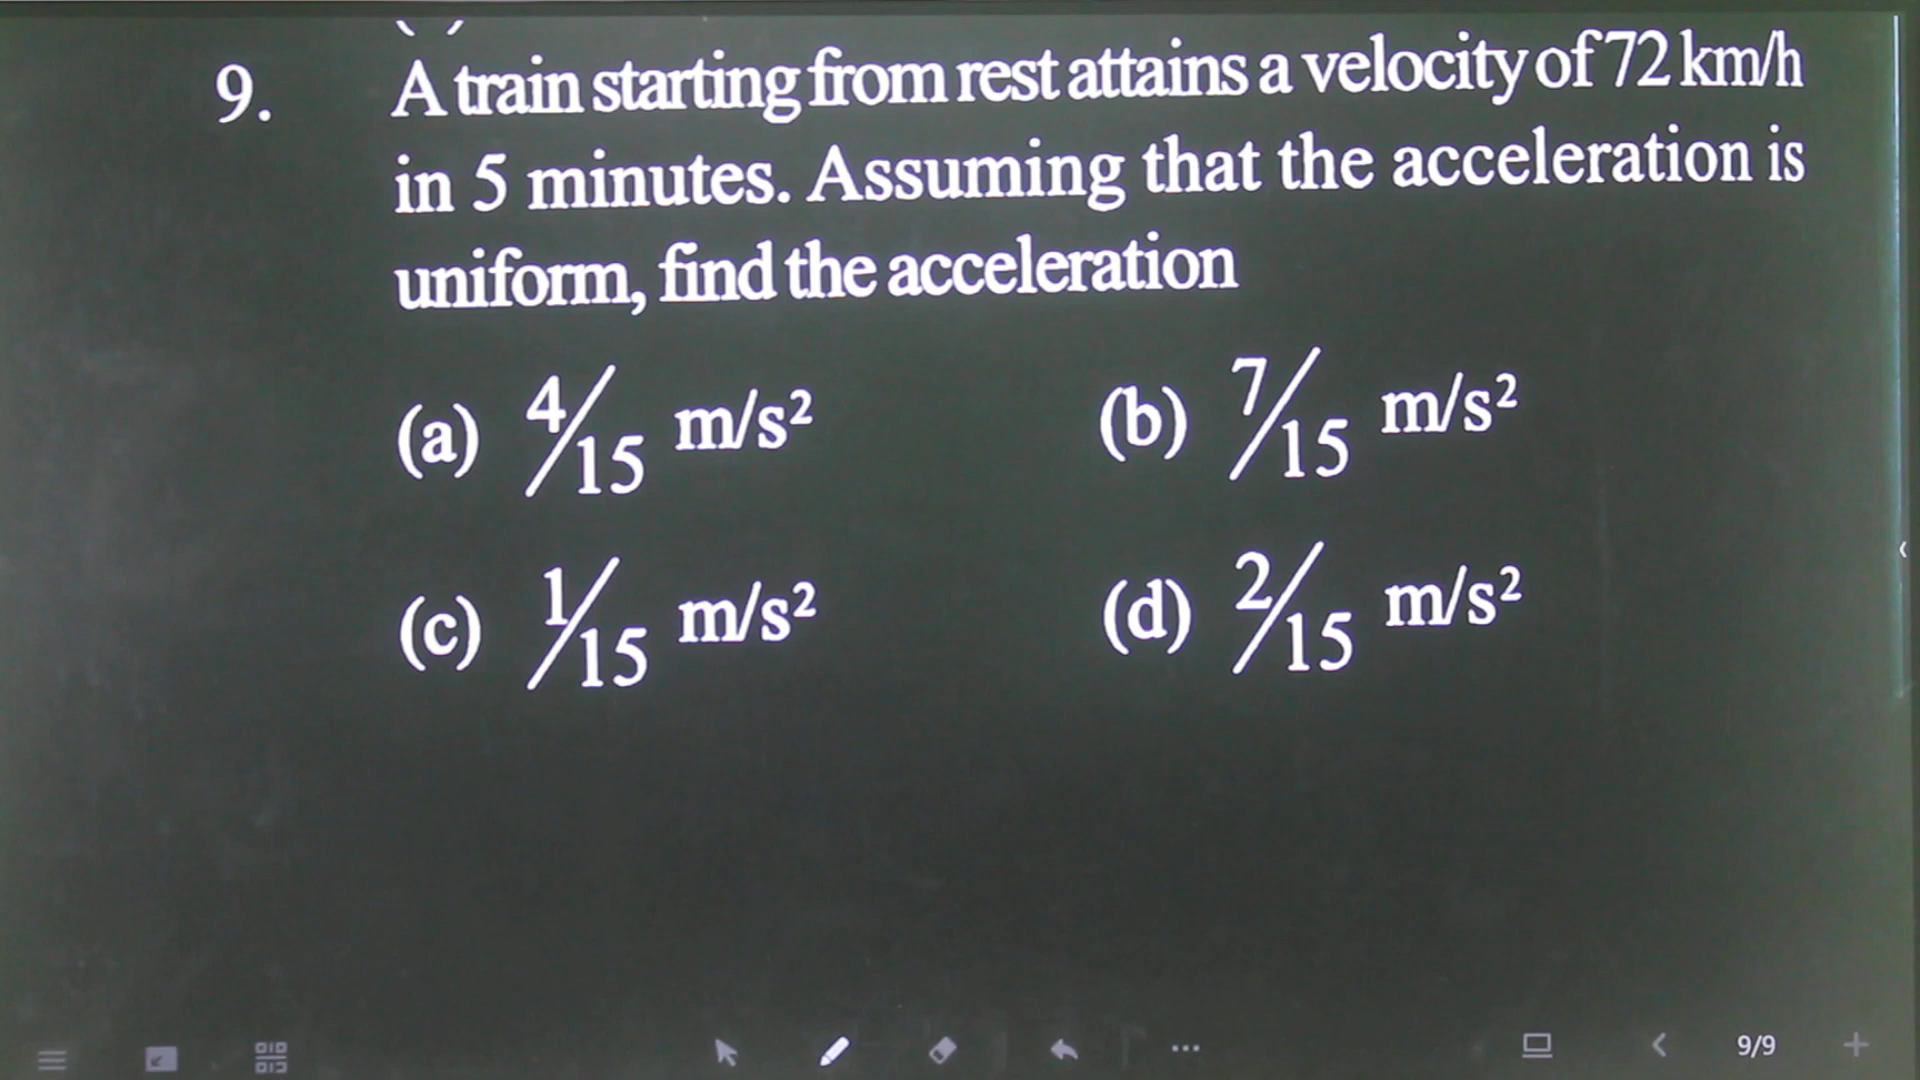 9. A train starting from rest attains a velocity of 72 km/h
in 5 minutes. Assuming that the acceleration is
uniform, find the acceleration
(a) 4/15 m/s² (b) 7/15 m/s²
(c) 1/15 m/s² (d) 2/15 m/s²
9/9